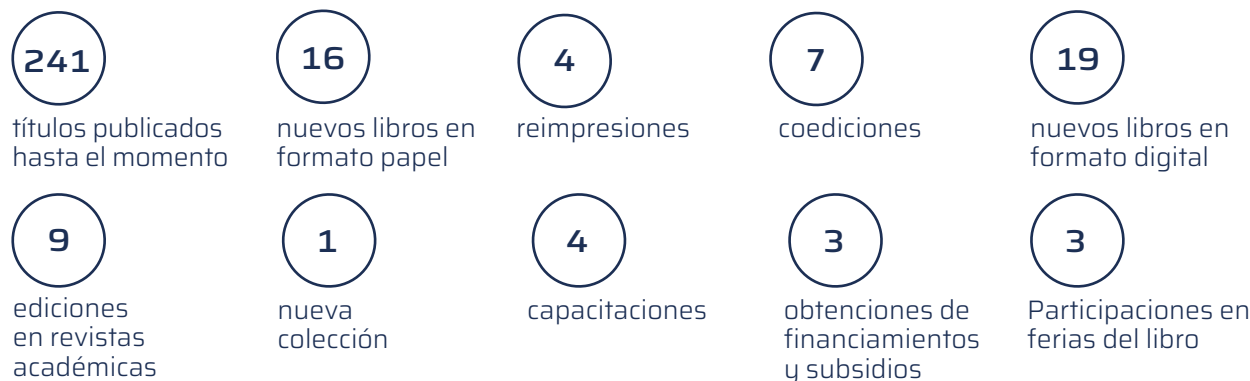 241
títulos publicados
hasta el momento
16
nuevos libros en
formato papel
4
reimpresiones
7
coediciones
19
nuevos libros en
formato digital
9
ediciones
en revistas
académicas
1
nueva
colección
4
capacitaciones
3
obtenciones de
financiamientos
y subsidios
3
Participaciones en
ferias del libro